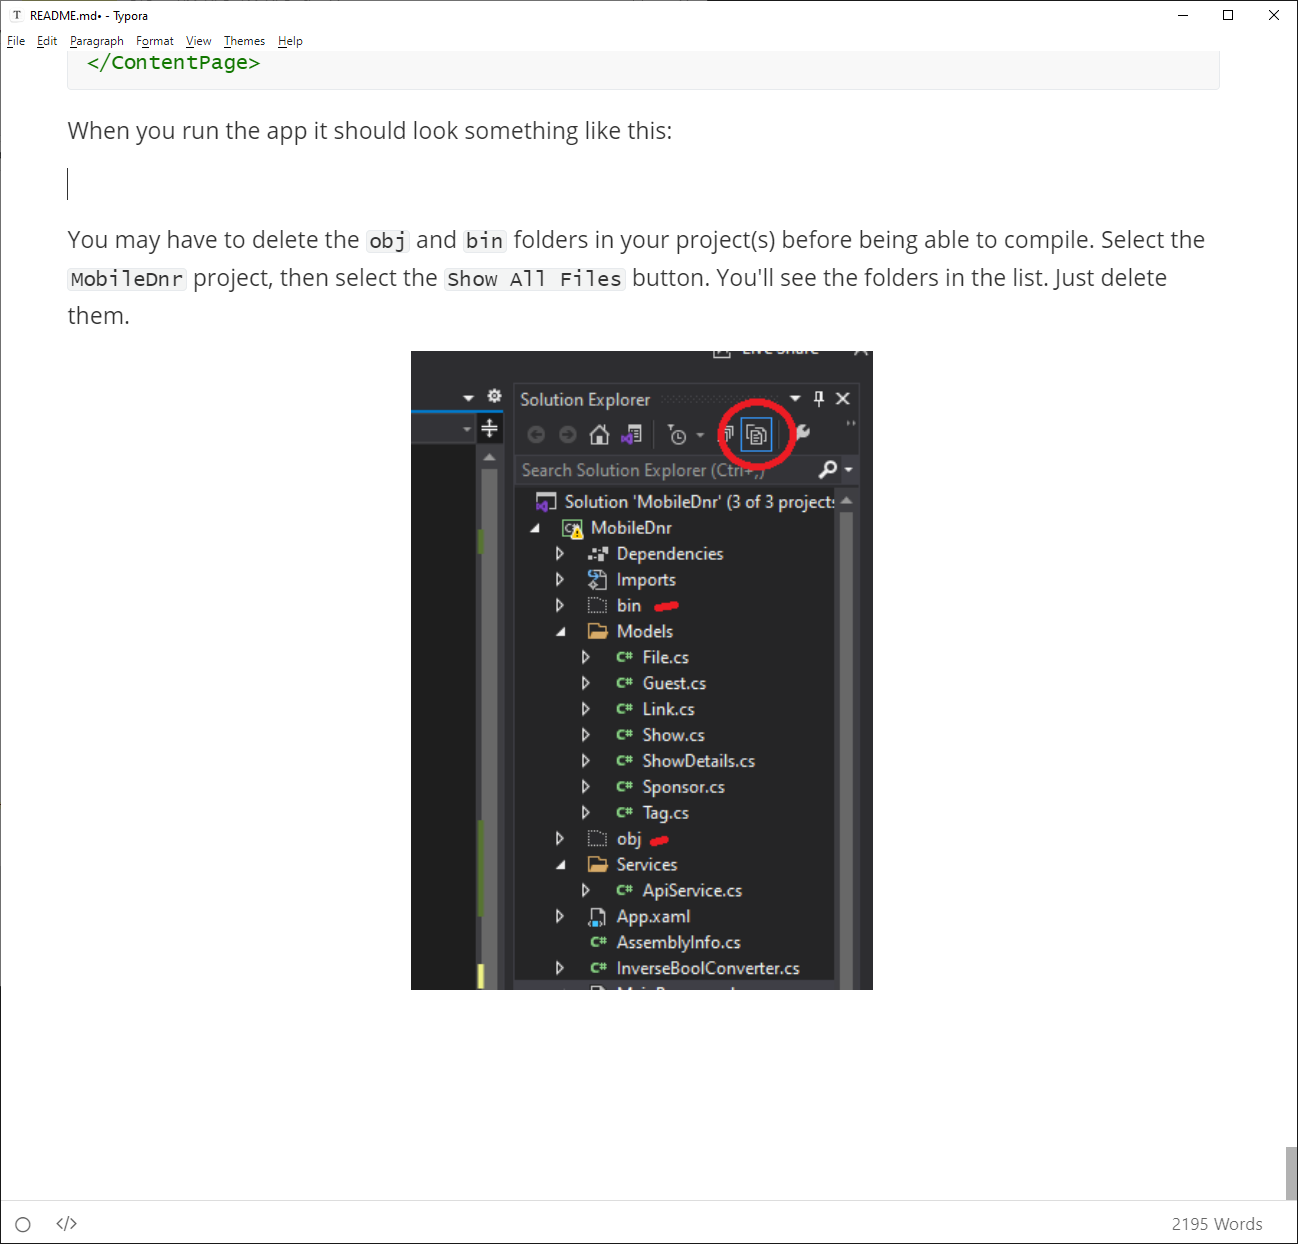 README.md• - Typora
File Edit Paragraph Format View Themes Help
</ContentPage>
When you run the app it should look something like this:
You may have to delete the obj and bin folders in your project(s) before being able to compile. Select the
MobileDnr project, then select the Show All Files button. You'll see the folders in the list. Just delete
them.
Live Share
Solution Explorer
Search Solution Explorer (Ctrl+;)
Solution 'MobileDnr' (3 of 3 projects
MobileDnr
Dependencies
Imports
bin
Models
C# File.cs
C# Guest.cs
C# Link.cs
C# Show.cs
C# ShowDetails.cs
C# Sponsor.cs
C# Tag.cs
obj
Services
C# ApiService.cs
App.xaml
C# AssemblyInfo.cs
C# InverseBoolConverter.cs
</> 2195 Words